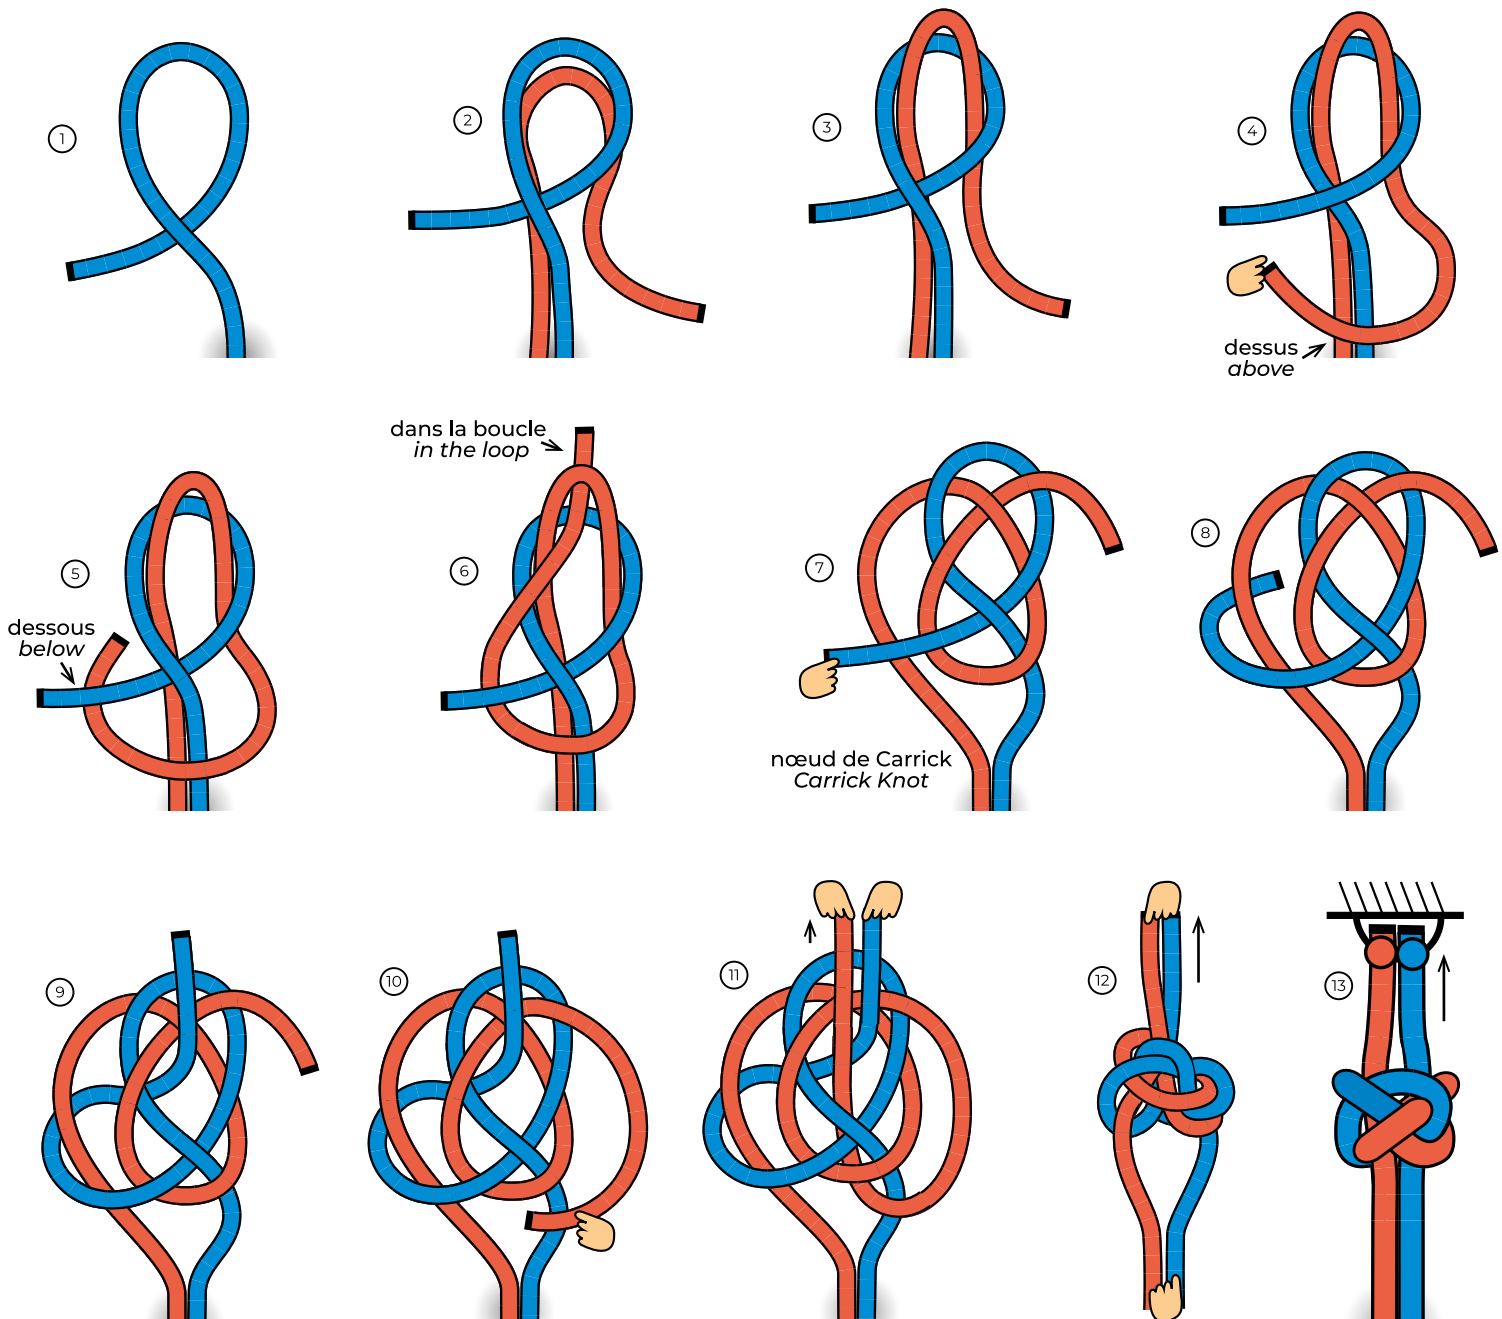 1
2
3
4
dessus
above
dans la boucle
in the loop
5
dessous
below
6
7
nœud de Carrick
Carrick Knot
8
9
10
11
12
13